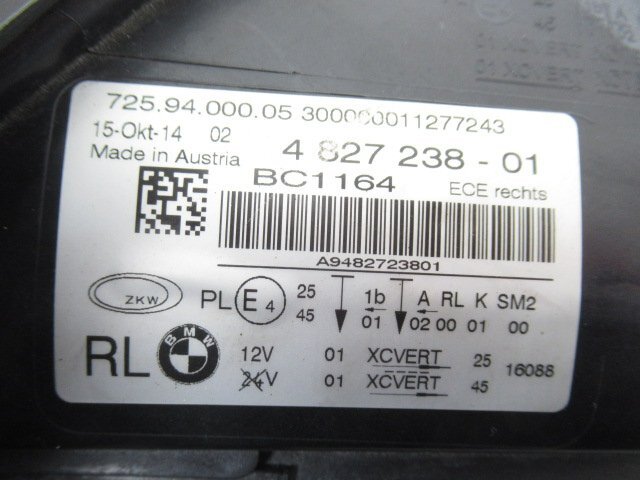 725.94.000.05 300000011277243
15-Okt-14 02
Made in Austria
4 827 238 - 01
BC1164
ECE rechts
A9482723801
ZKW
PL E4 25 45
1b A RL K SM2
01 02 00 01 00
RL BMW
12V 01 XCVERT 25 16088
24V 01 XCVERT 45